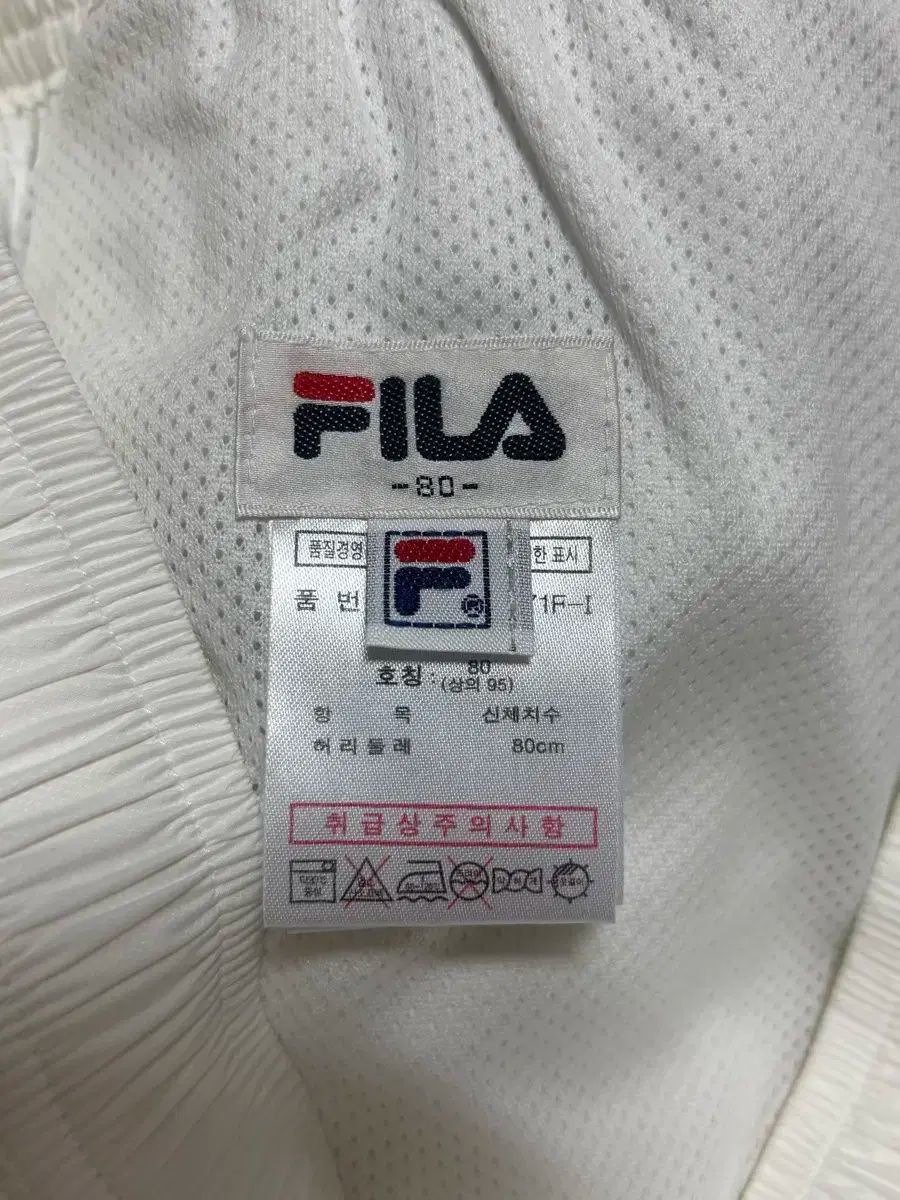 FILA
-80-
품질경영 한 표시
F ®
품 번 71F-I
호칭 : 80
(상의 95)
항 목 신체치수
허리둘레 80cm
취급상주의사항